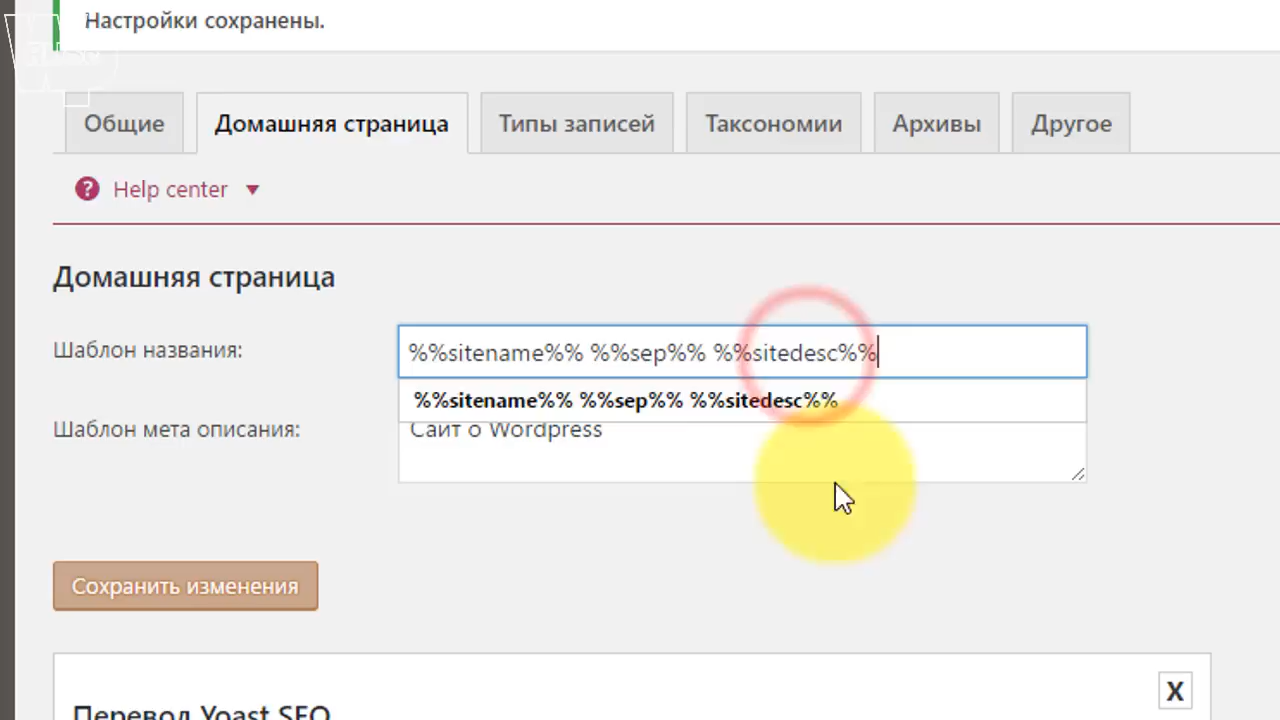 Настройки сохранены.
Общие
Домашняя страница
Типы записей
Таксономии
Архивы
Другое
? Help center
Домашняя страница
Шаблон названия:
%%sitename%% %%sep%% %%sitedesc%%
%%sitename%% %%sep%% %%sitedesc%%
Шаблон мета описания:
Сайт о Wordpress
Сохранить изменения
X
Перевод Yoast SEO